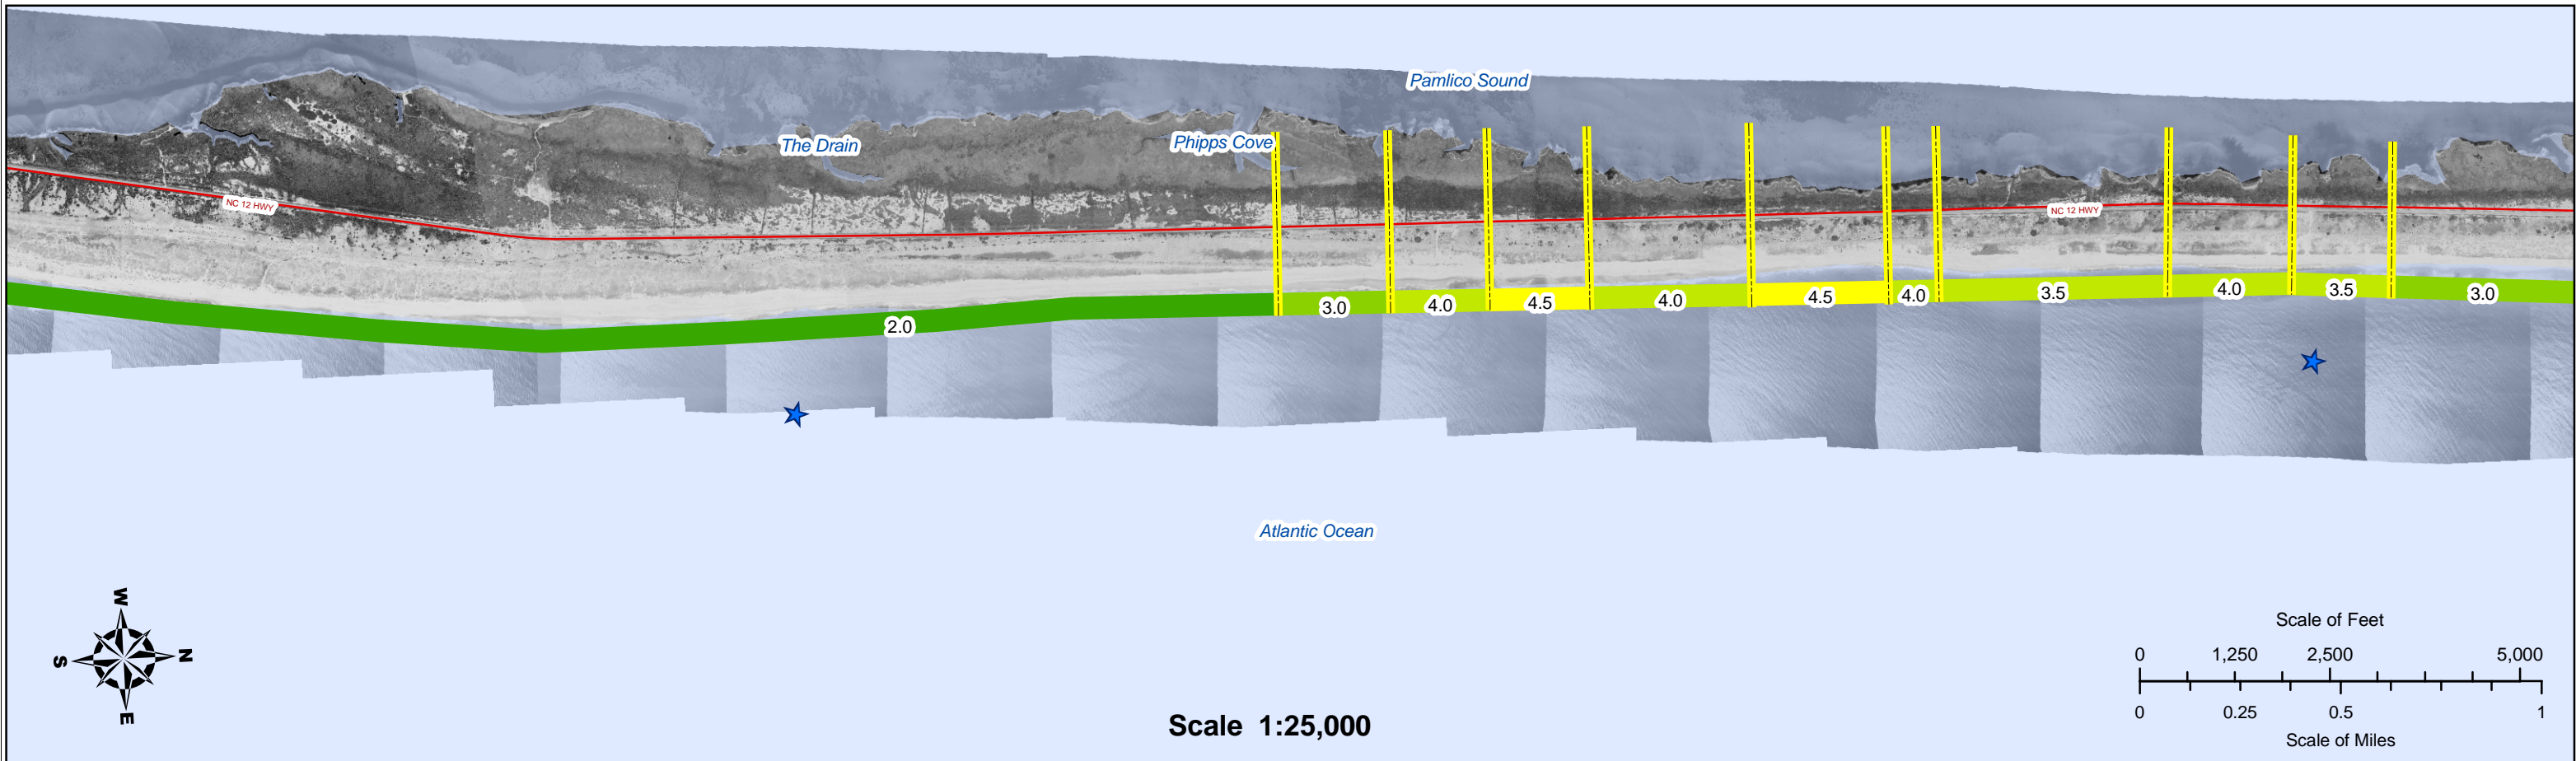 Pamlico Sound
The Drain
Phipps Cove
NC 12 HWY
NC 12 HWY
2.0
3.0
4.0
4.5
4.0
4.5
4.0
3.5
4.0
3.5
3.0
Atlantic Ocean
W
S N
E
Scale 1:25,000
Scale of Feet
0 1,250 2,500 5,000
0 0.25 0.5 1
Scale of Miles